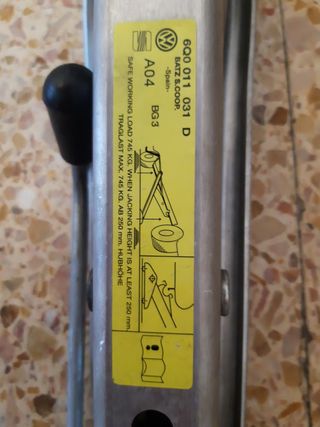 6Q0 011 031 D
BATZ S.COOP.
-Spain-
A04 BG3
SAFE WORKING LOAD 745 KG. WHEN JACKING HEIGHT IS AT LEAST 250 mm.
TRAGLAST MAX. 745 KG. AB 250 mm. HUBHÖHE